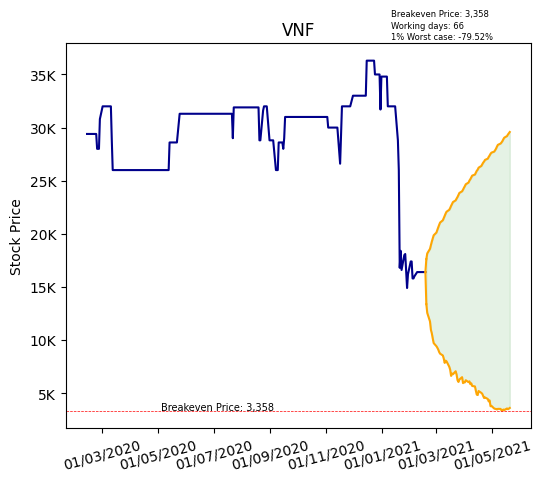 Breakeven Price: 3,358
Working days: 66
1% Worst case: -79.52%
VNF
Stock Price
35K
30K
25K
20K
15K
10K
5K
Breakeven Price: 3,358
01/03/2020
01/05/2020
01/07/2020
01/09/2020
01/11/2020
01/01/2021
01/03/2021
01/05/2021